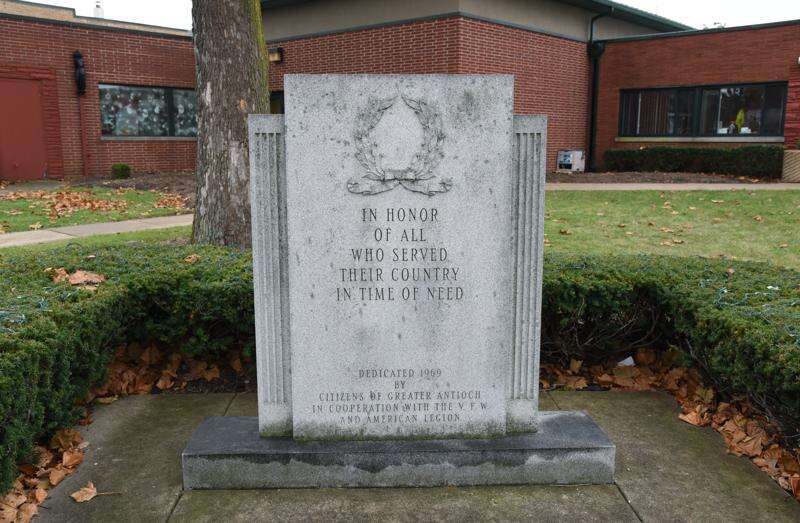 IN HONOR
OF ALL
WHO SERVED
THEIR COUNTRY
IN TIME OF NEED
DEDICATED 1969
BY
CITIZENS OF GREATER ANTIOCH
IN COOPERATION WITH THE V. F. W
AND AMERICAN LEGION